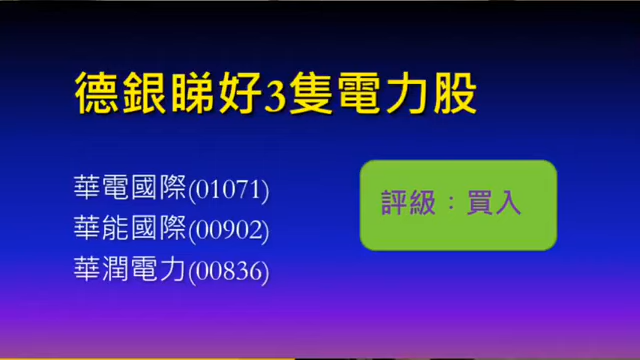 德銀睇好3隻電力股
華電國際(01071)
華能國際(00902)
華潤電力(00836)
評級：買入